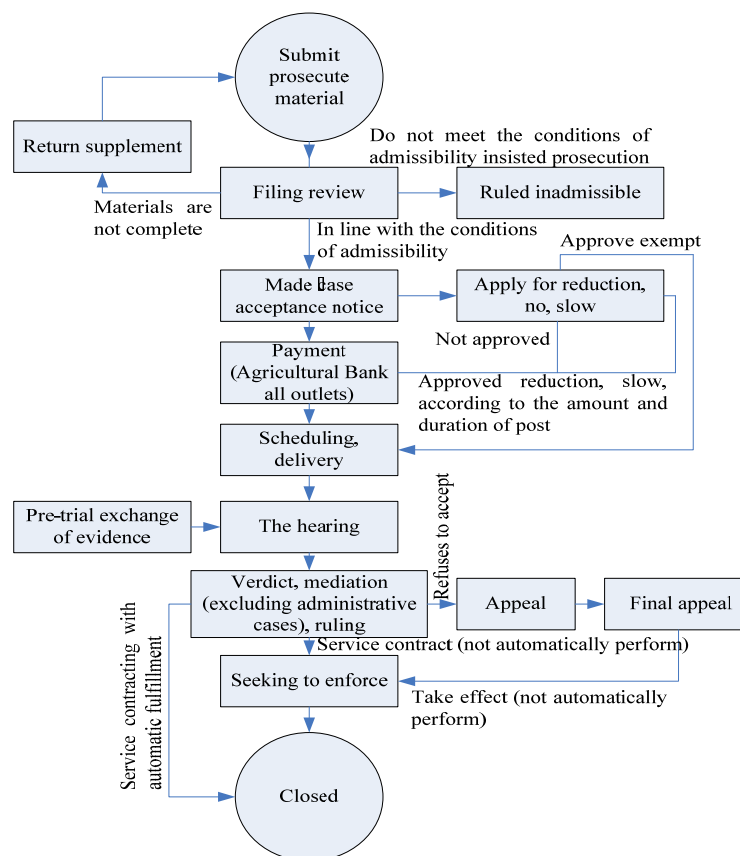 Submit
prosecute
material
Do not meet the conditions of
admissibility insisted prosecution
Return supplement
Filing review
Ruled inadmissible
Materials are
not complete
In line with the conditions
of admissibility
Approve exempt
Made case
acceptance notice
Apply for reduction,
no, slow
Not approved
Payment
(Agricultural Bank
all outlets)
Approved reduction, slow,
according to the amount and
duration of post
Scheduling,
delivery
Pre-trial exchange
of evidence
The hearing
Refuses to accept
Verdict, mediation
(excluding administrative
cases), ruling
Appeal
Final appeal
Service contract (not automatically perform)
Seeking to enforce
Take effect (not automatically
perform)
Service contracting with
automatic fulfillment
Closed